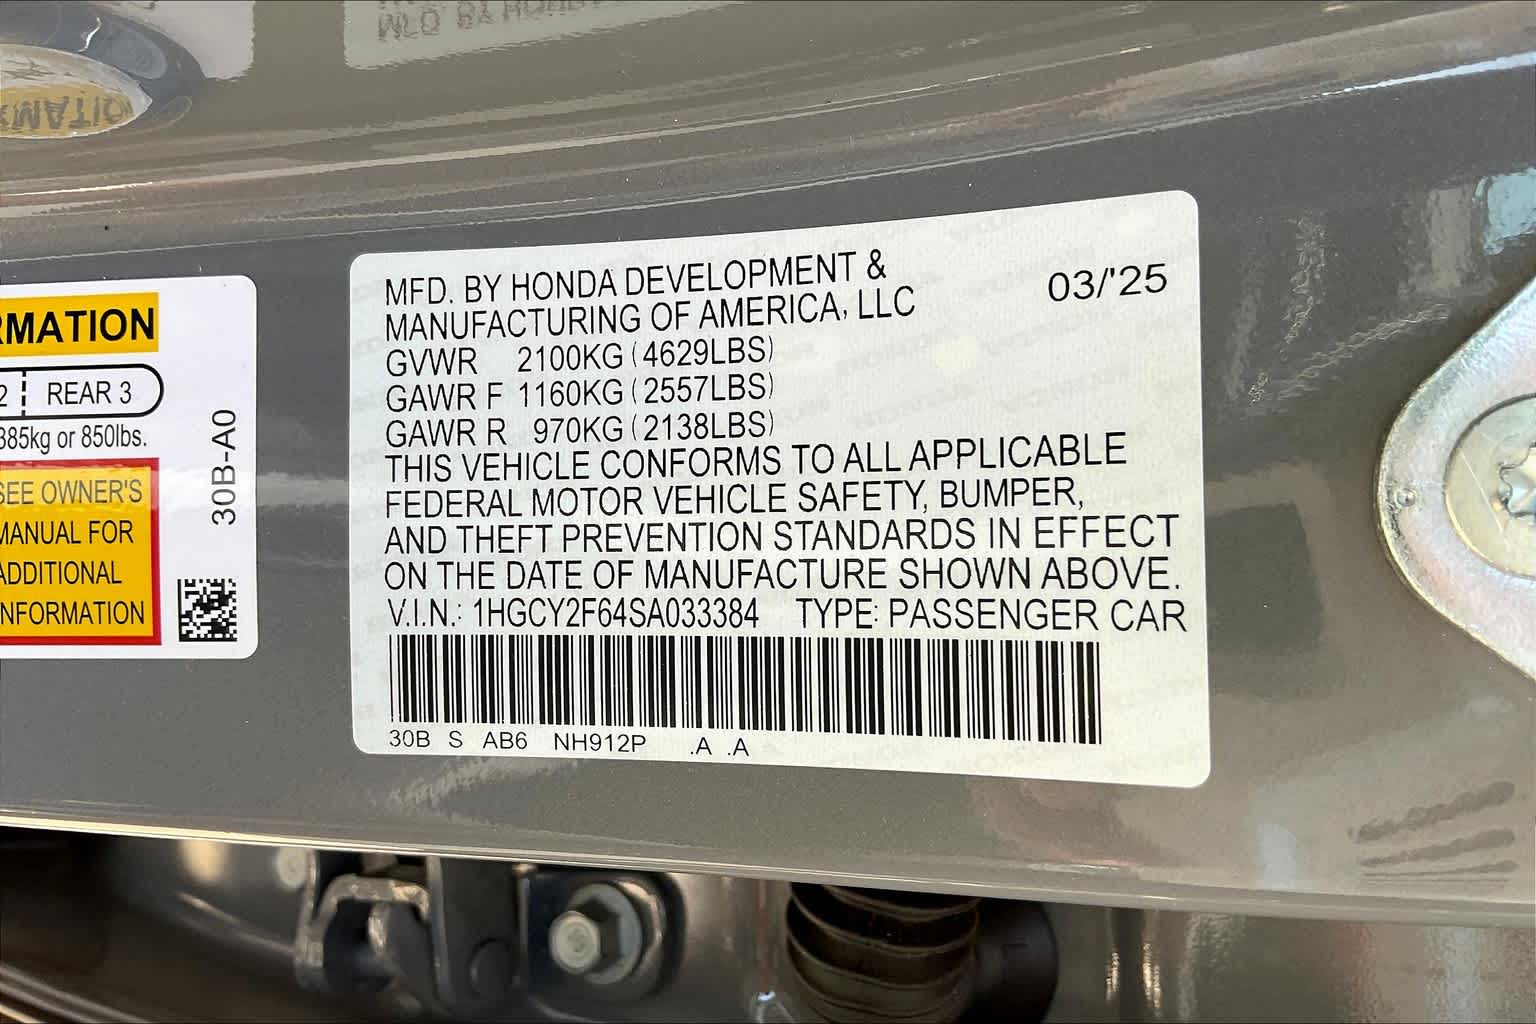 RMATION
2 REAR 3
385kg or 850lbs.
SEE OWNER'S
MANUAL FOR
ADDITIONAL
INFORMATION
30B-A0
MFD. BY HONDA DEVELOPMENT &
MANUFACTURING OF AMERICA, LLC
03/'25
GVWR 2100KG (4629LBS)
GAWR F 1160KG (2557LBS)
GAWR R 970KG (2138LBS)
THIS VEHICLE CONFORMS TO ALL APPLICABLE
FEDERAL MOTOR VEHICLE SAFETY, BUMPER,
AND THEFT PREVENTION STANDARDS IN EFFECT
ON THE DATE OF MANUFACTURE SHOWN ABOVE.
V.I.N.: 1HGCY2F64SA033384 TYPE: PASSENGER CAR
30B S AB6 NH912P .A .A